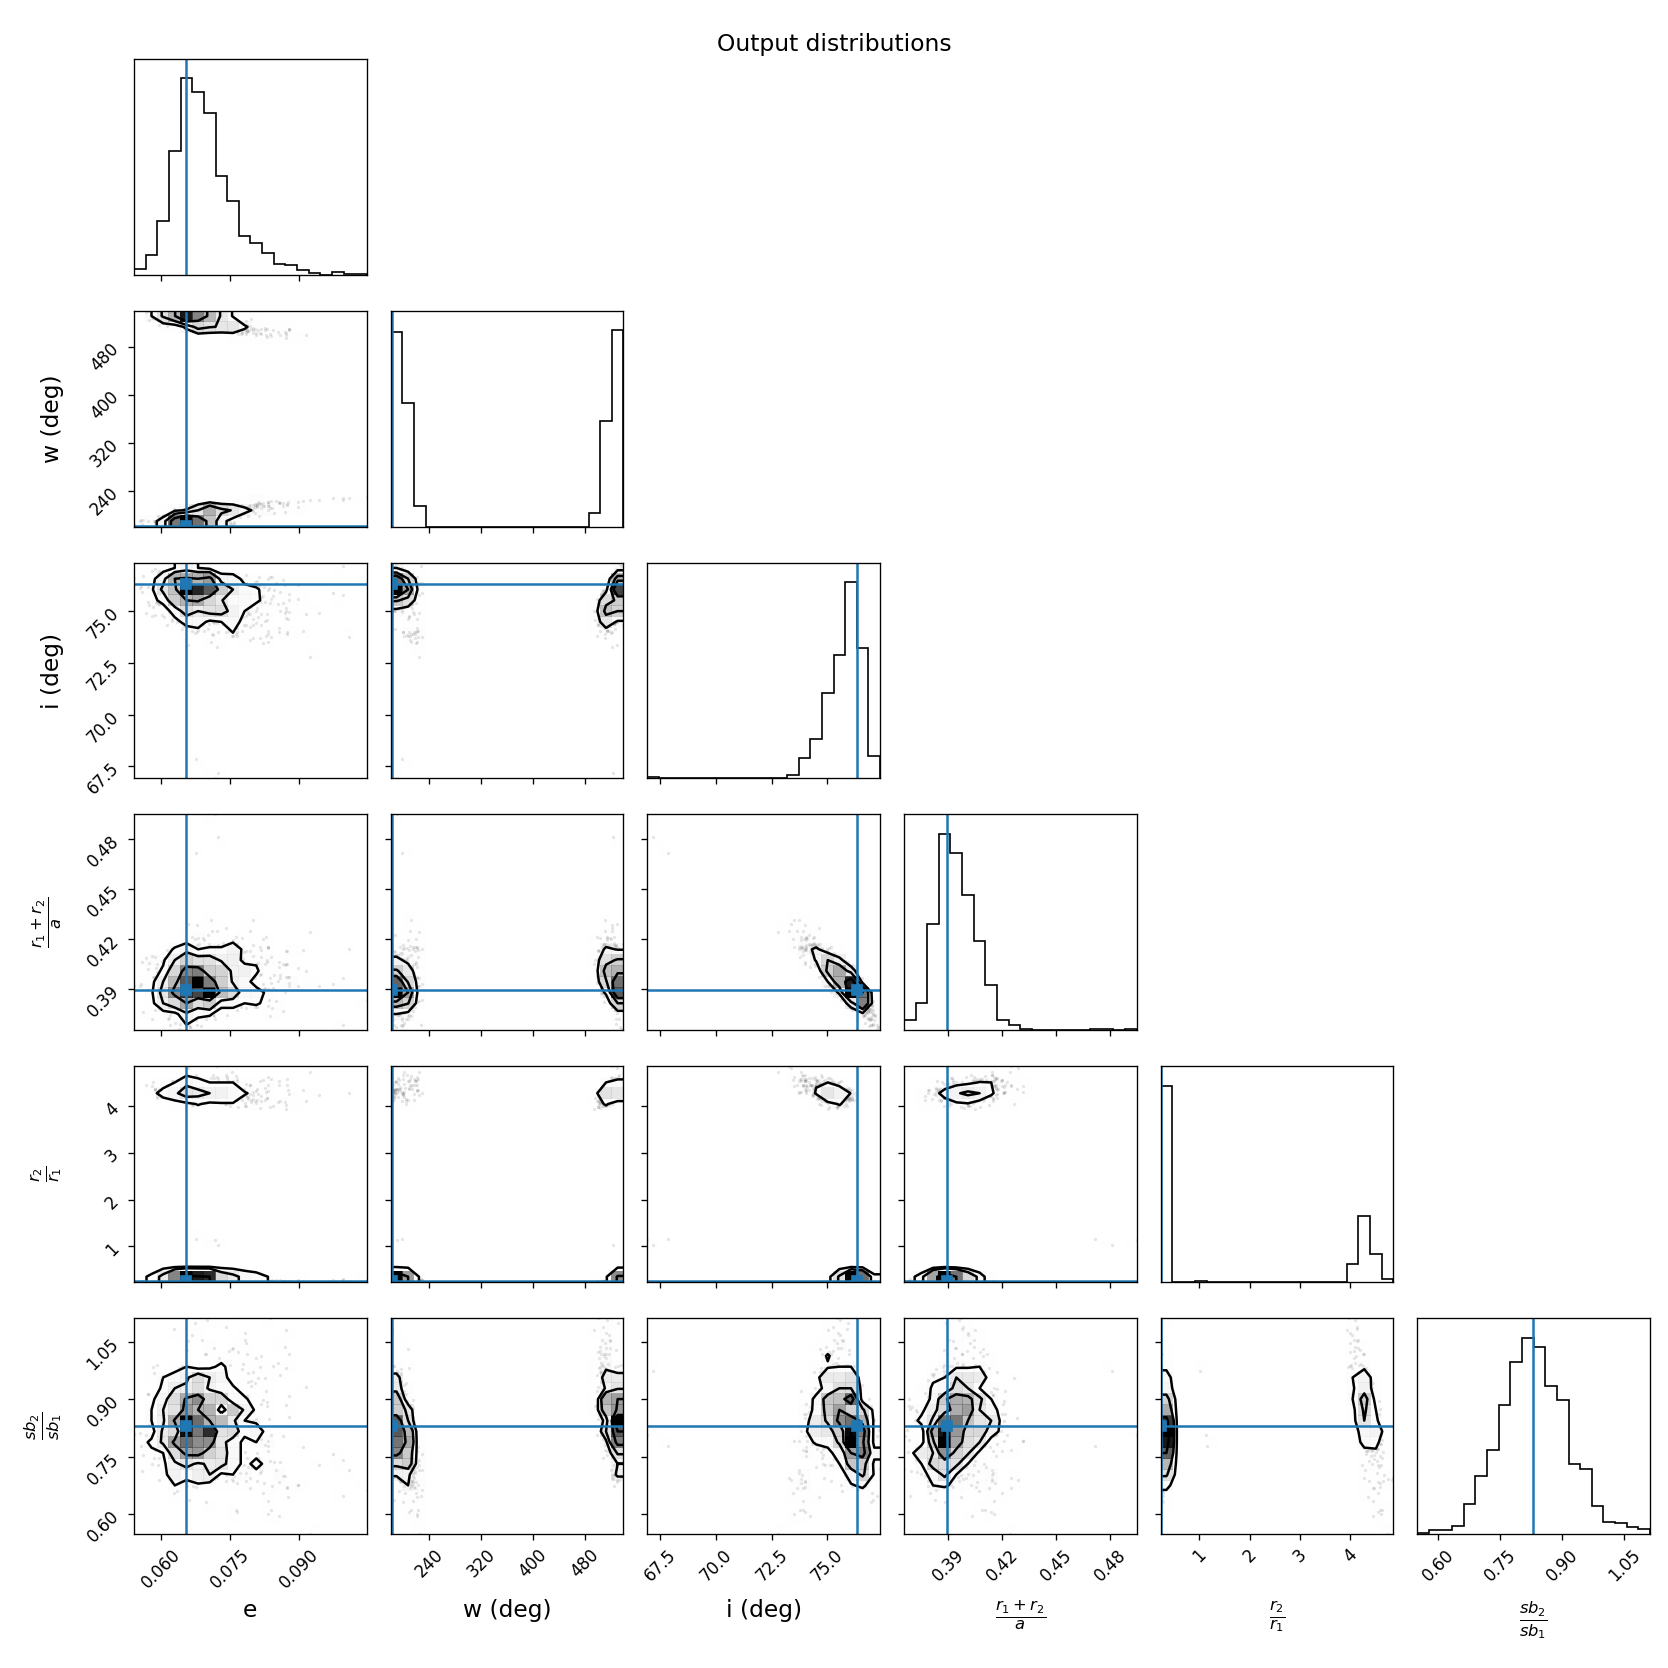 Output distributions
w (deg)
480
400
320
240
i (deg)
75.0
72.5
70.0
67.5
r₁ + r₂
a
0.48
0.45
0.42
0.39
r₂
r₁
4
3
2
1
sb₂
sb₁
1.05
0.90
0.75
0.60
0.060 0.075 0.090 240 320 400 480 67.5 70.0 72.5 75.0 0.39 0.42 0.45 0.48 1 2 3 4 0.60 0.75 0.90 1.05
e w (deg) i (deg) r₁ + r₂ / a r₂ / r₁ sb₂ / sb₁